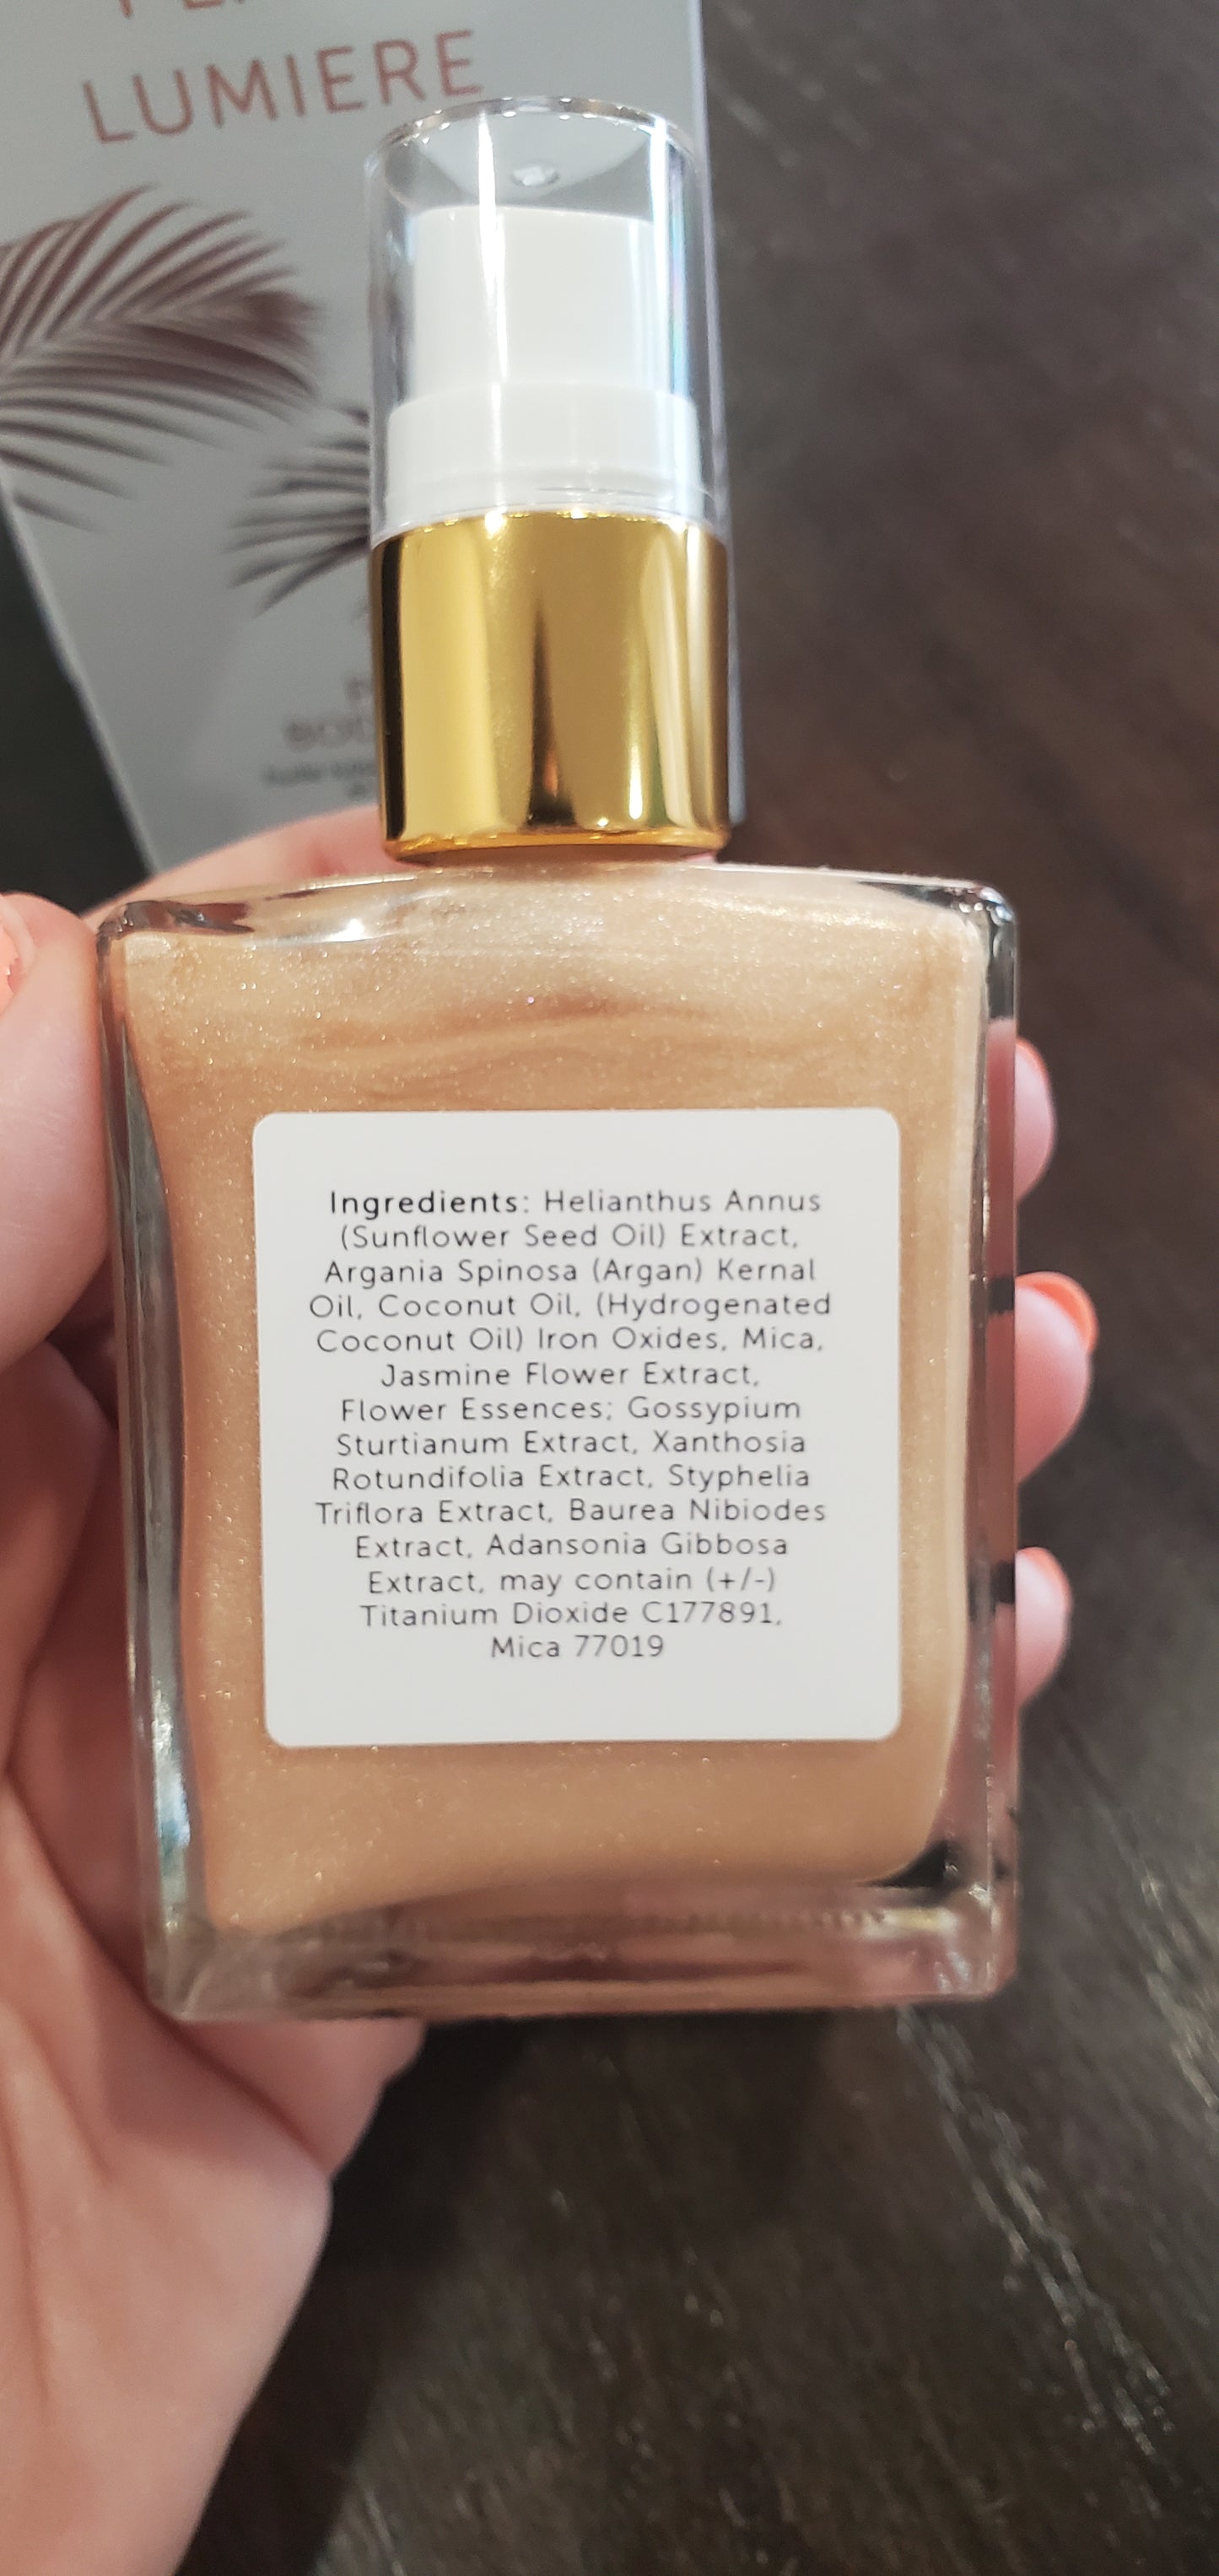 LUMIERE
Ingredients: Helianthus Annus
(Sunflower Seed Oil) Extract,
Argania Spinosa (Argan) Kernal
Oil, Coconut Oil, (Hydrogenated
Coconut Oil) Iron Oxides, Mica,
Jasmine Flower Extract,
Flower Essences; Gossypium
Sturtianum Extract, Xanthosia
Rotundifolia Extract, Styphelia
Triflora Extract, Baurea Nibiodes
Extract, Adansonia Gibbosa
Extract, may contain (+/-)
Titanium Dioxide C177891,
Mica 77019